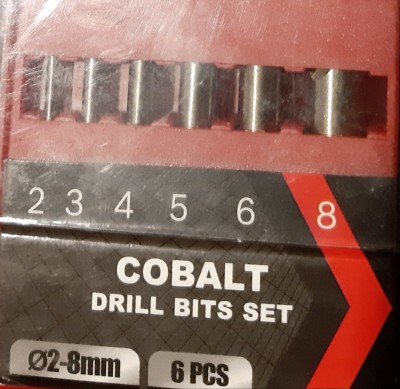 2 3 4 5 6 8
COBALT
DRILL BITS SET
Ø2-8mm 6 PCS